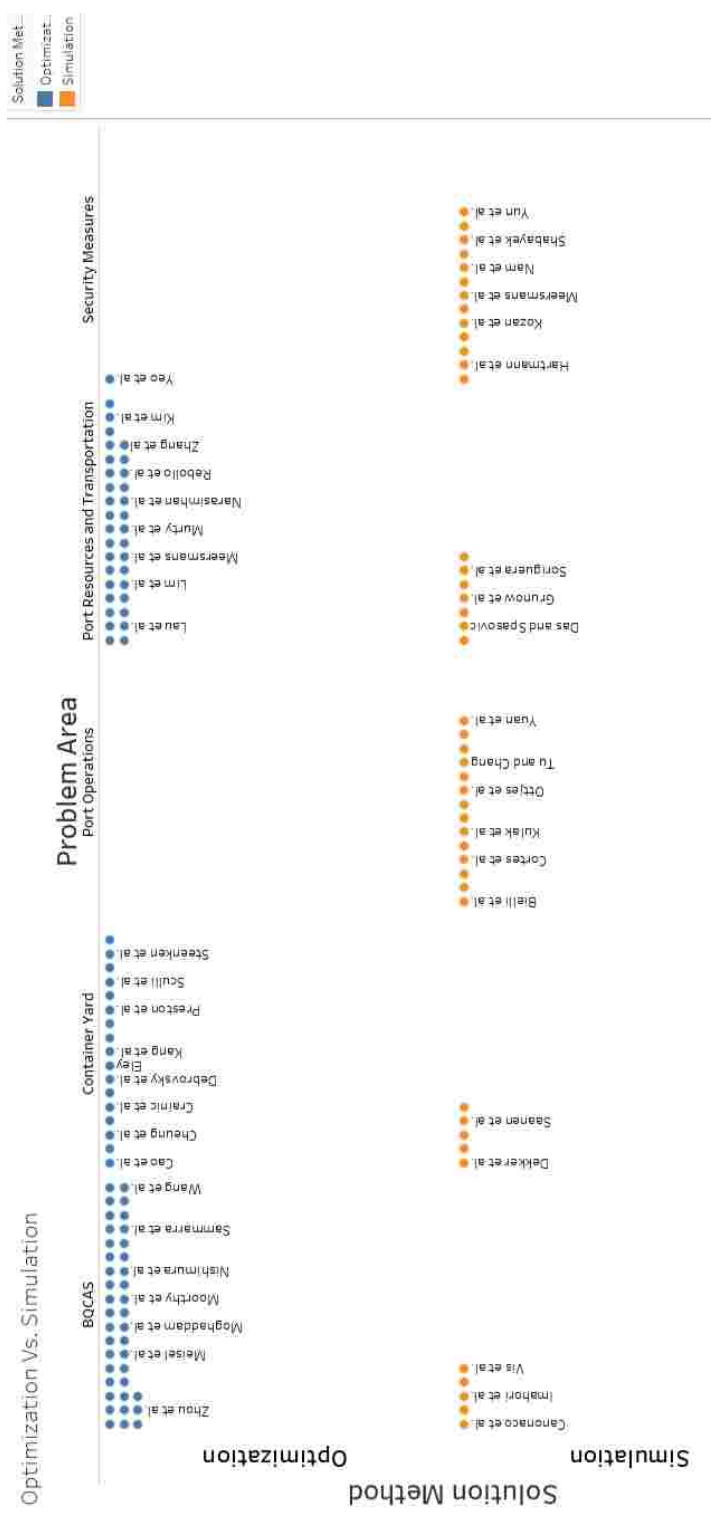 Optimization Vs. Simulation
Solution Met...
Optimizat...
Simulation
Problem Area
Solution Method
BQCAS
Container Yard
Port Operations
Port Resources and Transportation
Security Measures
Optimization
Zhou et al.
Meisel et al.
Moghaddam et al.
Moorthy et al.
Nishimura et al.
Sammarra et al.
Wang et al.
Cao et al.
Cheung et al.
Crainic et al.
Debrovsky et al.
Eley
Kang et al.
Preston et al.
Sculli et al.
Steenken et al.
Lau et al.
Lim et al.
Meersmans et al.
Murty et al.
Narasimhan et al.
Rebollo et al.
Zhang et al.
Kim et al.
Yeo et al.
Simulation
Canonaco et al.
Imahori et al.
Vis et al.
Dekker et al.
Saanen et al.
Bielli et al.
Cortes et al.
Kulak et al.
Ottjes et al.
Tu and Chang
Yuan et al.
Das and Spasovic
Grunow et al.
Soriguera et al.
Hartmann et al.
Kozan et al.
Meersmans et al.
Nam et al.
Shabayek et al.
Yun et al.